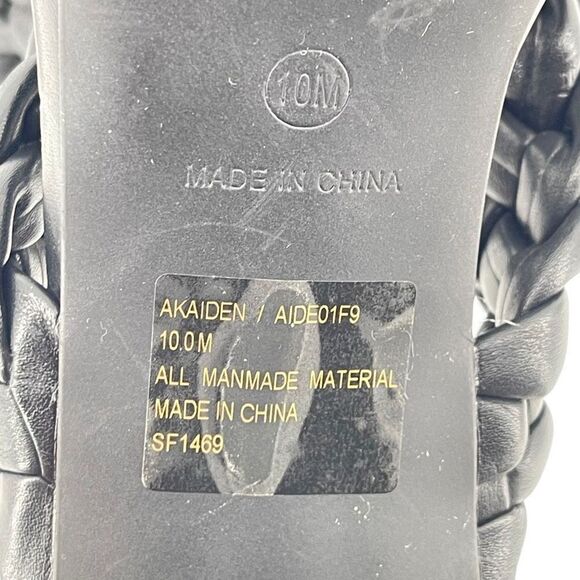 10M
MADE IN CHINA
AKAIDEN / AIDE01F9
10.0 M
ALL MANMADE MATERIAL
MADE IN CHINA
SF1469